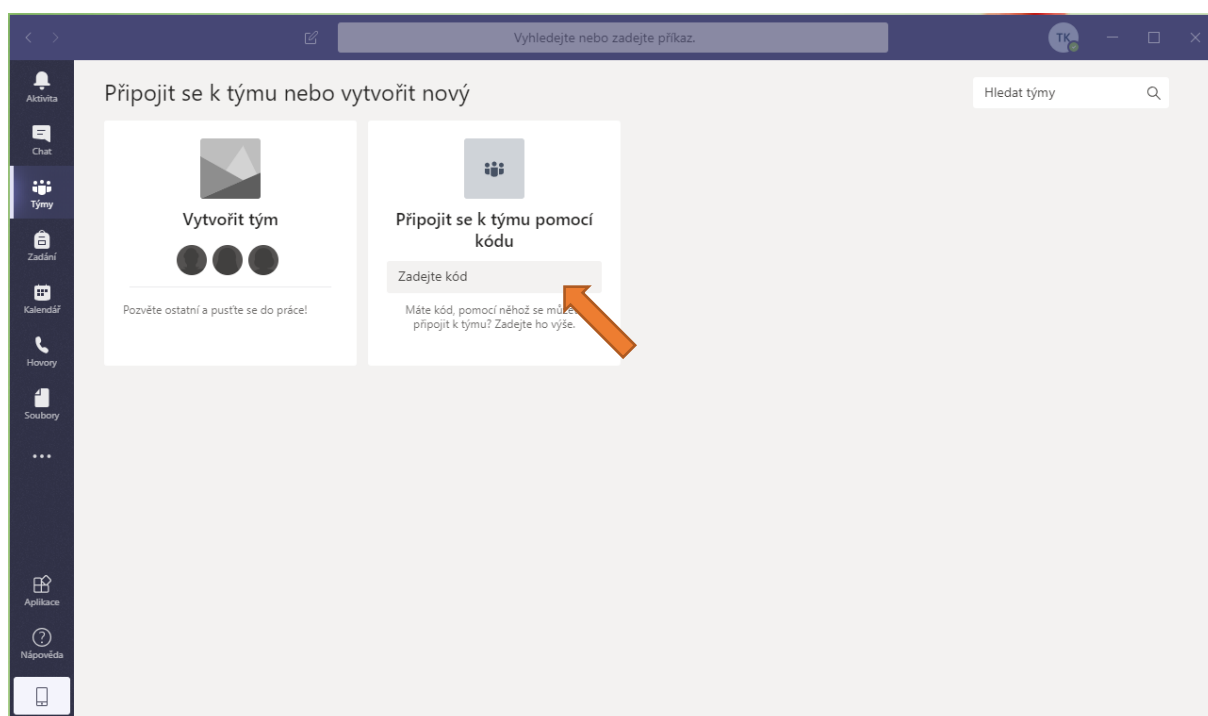 Vyhledejte nebo zadejte příkaz.
TK
Aktivita
Chat
Týmy
Zadání
Kalendář
Hovory
Soubory
Aplikace
Nápověda
Připojit se k týmu nebo vytvořit nový
Hledat týmy
Vytvořit tým
Pozvěte ostatní a pusťte se do práce!
Připojit se k týmu pomocí
kódu
Zadejte kód
Máte kód, pomocí něhož se
připojit k týmu? Zadejte ho výše.